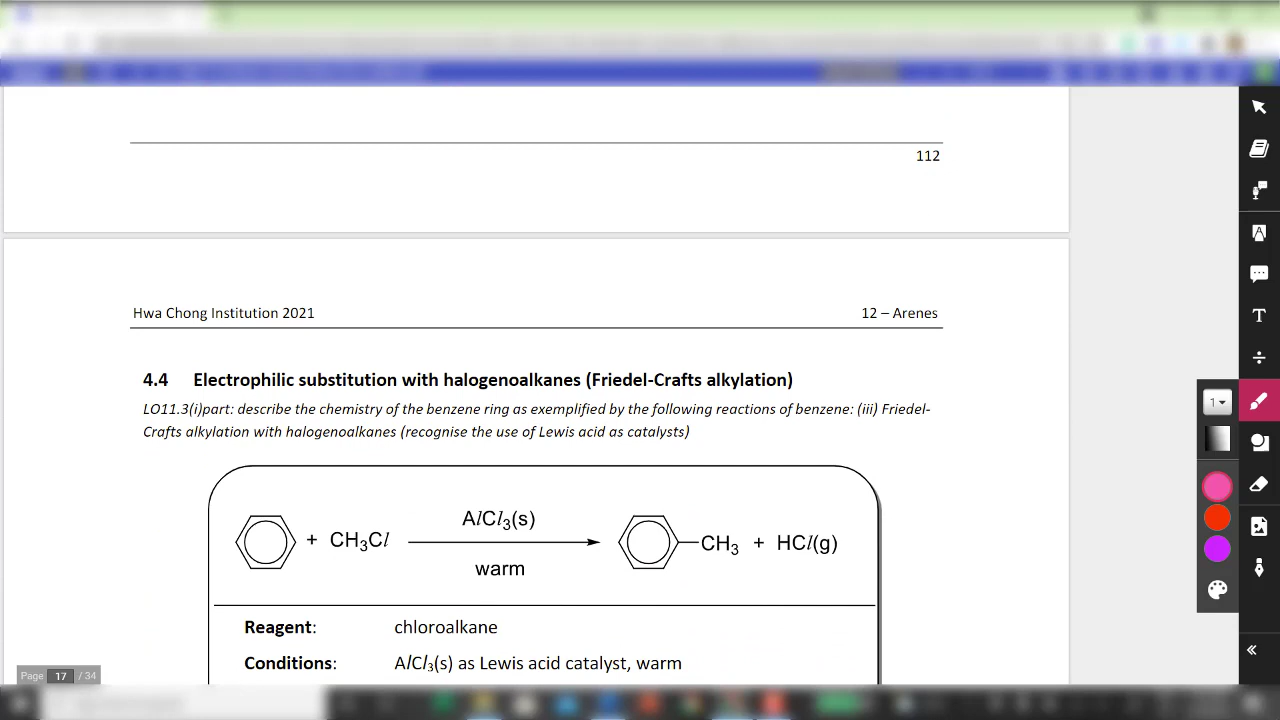 112
Hwa Chong Institution 2021 12 – Arenes
4.4 Electrophilic substitution with halogenoalkanes (Friedel-Crafts alkylation)
LO11.3(i)part: describe the chemistry of the benzene ring as exemplified by the following reactions of benzene: (iii) Friedel-
Crafts alkylation with halogenoalkanes (recognise the use of Lewis acid as catalysts)
AlCl₃(s)
+ CH₃Cl
CH₃ + HCl(g)
warm
Reagent: chloroalkane
Conditions: AlCl₃(s) as Lewis acid catalyst, warm
Page 17 / 34
1
T